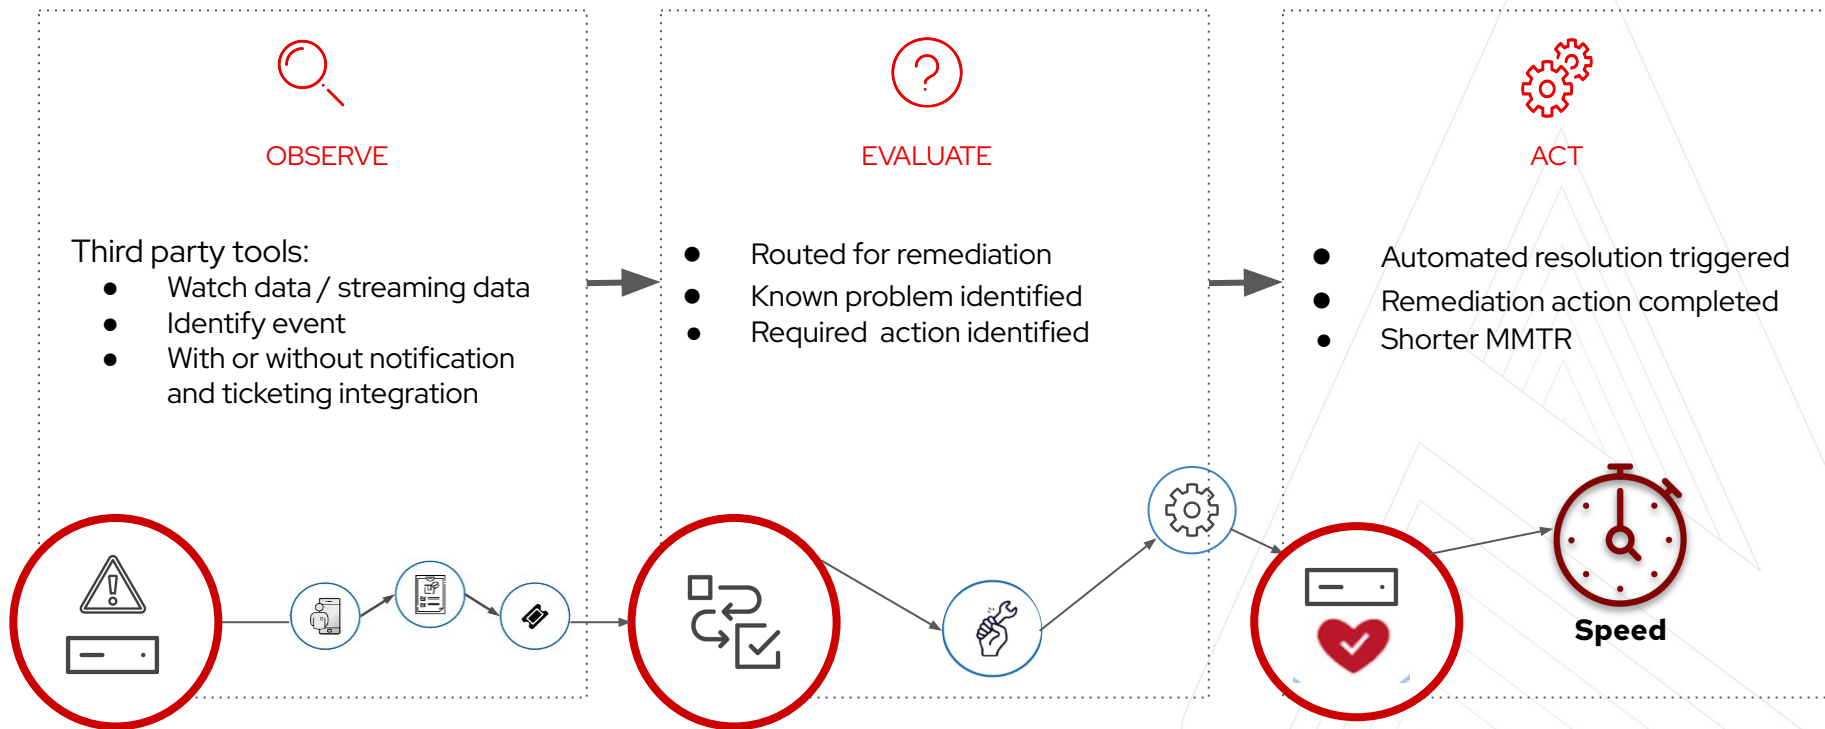 OBSERVE
Third party tools:
● Watch data / streaming data
● Identify event
● With or without notification
and ticketing integration
EVALUATE
● Routed for remediation
● Known problem identified
● Required action identified
ACT
● Automated resolution triggered
● Remediation action completed
● Shorter MMTR
Speed